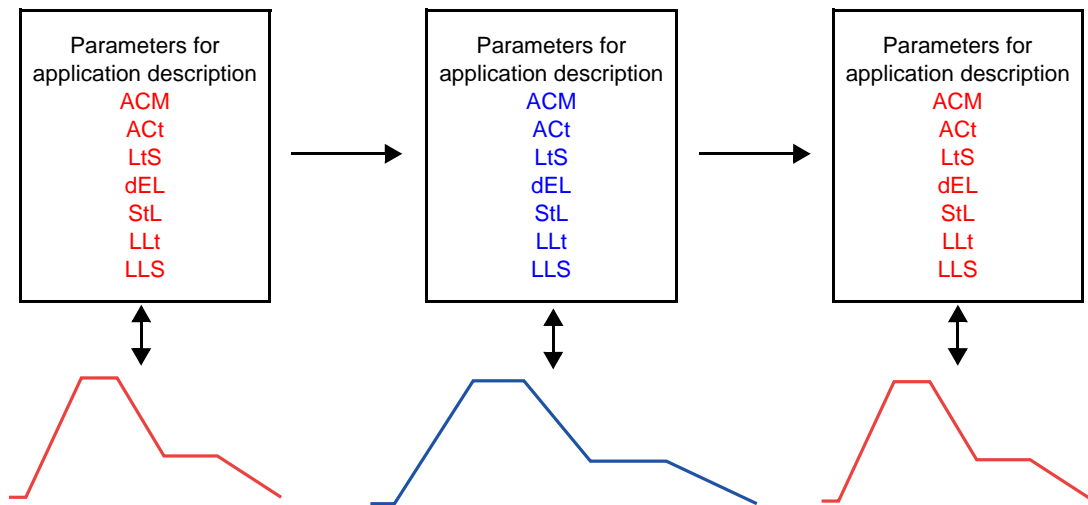 Parameters for
application description
ACM
ACt
LtS
dEL
StL
LLt
LLS
Parameters for
application description
ACM
ACt
LtS
dEL
StL
LLt
LLS
Parameters for
application description
ACM
ACt
LtS
dEL
StL
LLt
LLS